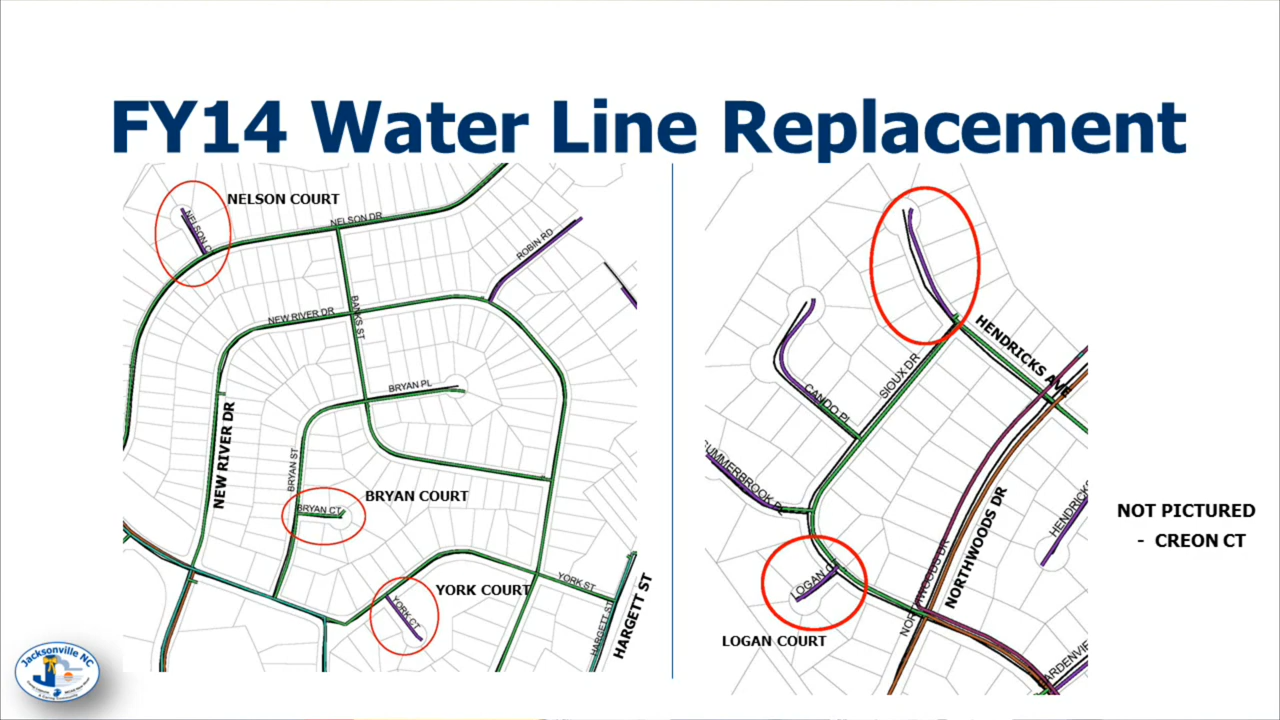 FY14 Water Line Replacement
NELSON COURT
NELSON DR
ROBIN RD
NEW RIVER DR
BANKS ST
BRYAN PL
NEW RIVER DR
BRYAN ST
BRYAN COURT
BRYAN CT
YORK COURT
YORK ST
YORK CT
HARGETT ST
HARGETT ST
HENDRICKS AVE
SIOUX DR
CANDO PL
NORTHWOODS DR
LOGAN COURT
NOT PICTURED
- CREON CT
Jacksonville NC